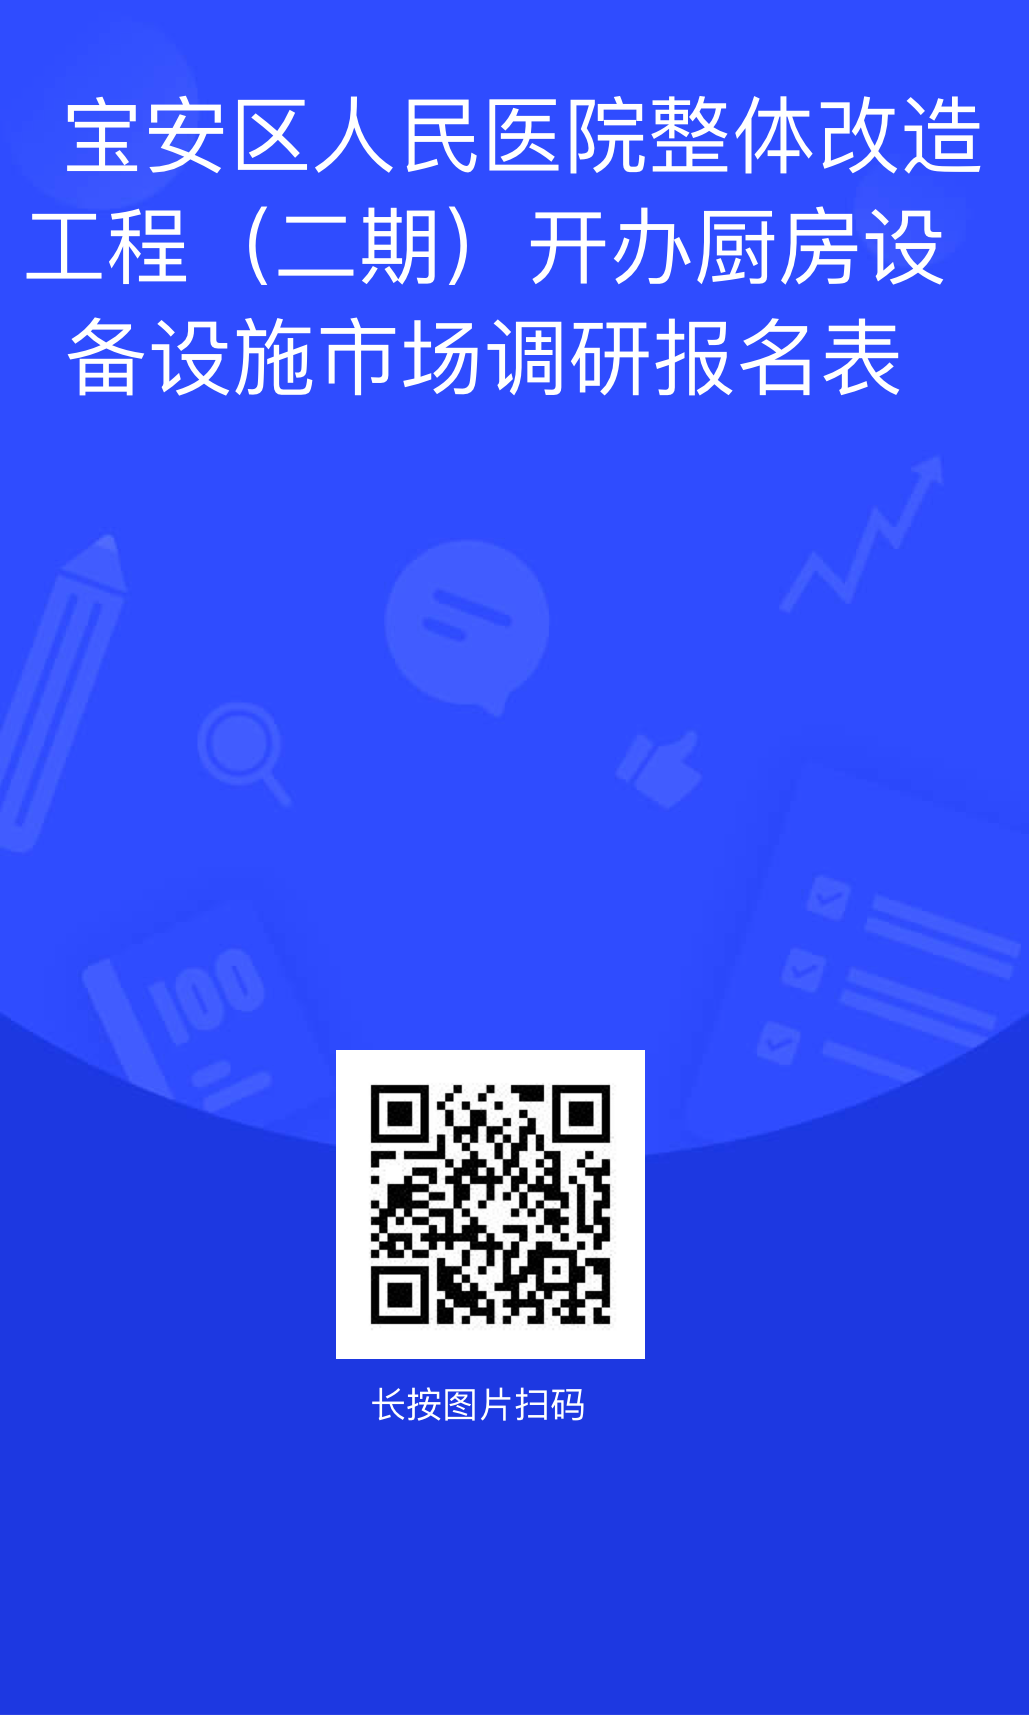 宝安区人民医院整体改造
工程（二期）开办厨房设
备设施市场调研报名表
100
长按图片扫码